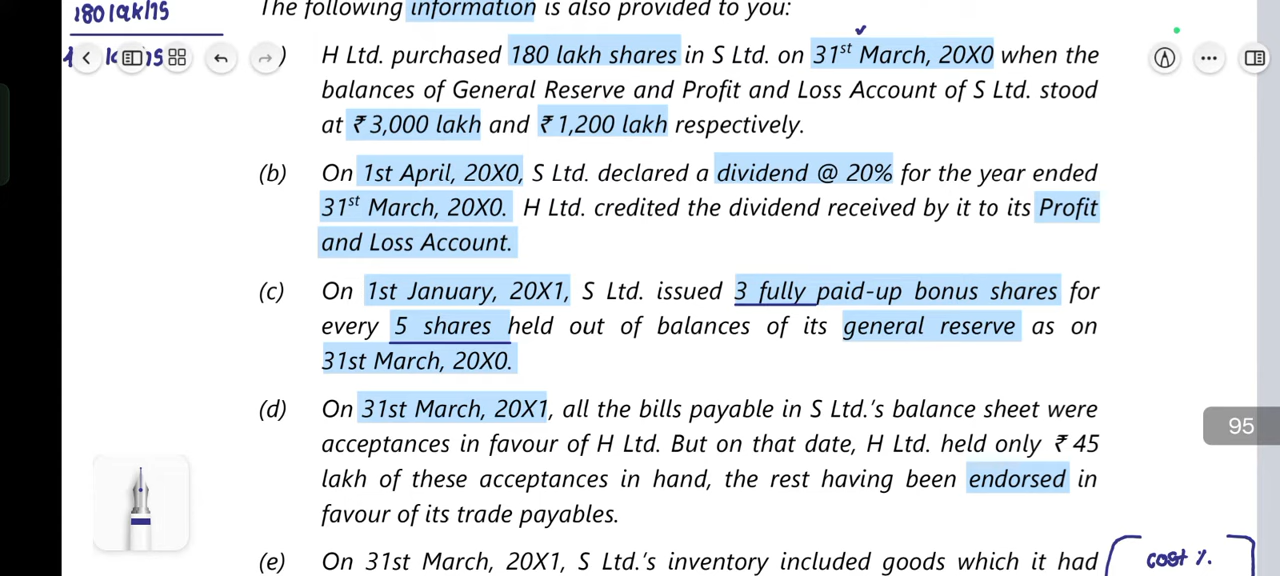 180 lakhs
The following information is also provided to you:
) H Ltd. purchased 180 lakh shares in S Ltd. on 31st March, 20X0 when the
balances of General Reserve and Profit and Loss Account of S Ltd. stood
at ₹ 3,000 lakh and ₹ 1,200 lakh respectively.
(b) On 1st April, 20X0, S Ltd. declared a dividend @ 20% for the year ended
31st March, 20X0. H Ltd. credited the dividend received by it to its Profit
and Loss Account.
(c) On 1st January, 20X1, S Ltd. issued 3 fully paid-up bonus shares for
every 5 shares held out of balances of its general reserve as on
31st March, 20X0.
(d) On 31st March, 20X1, all the bills payable in S Ltd.'s balance sheet were
acceptances in favour of H Ltd. But on that date, H Ltd. held only ₹ 45
95
lakh of these acceptances in hand, the rest having been endorsed in
favour of its trade payables.
(e) On 31st March, 20X1, S Ltd.'s inventory included goods which it had
cost %.